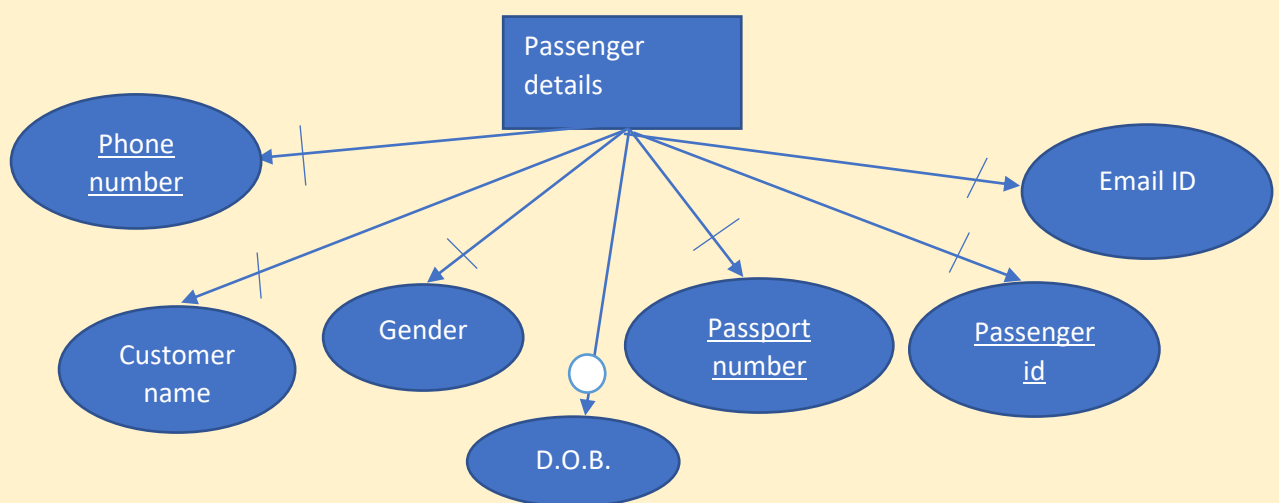 Passenger
details
Phone
number
Email ID
Customer
name
Gender
D.O.B.
Passport
number
Passenger
id